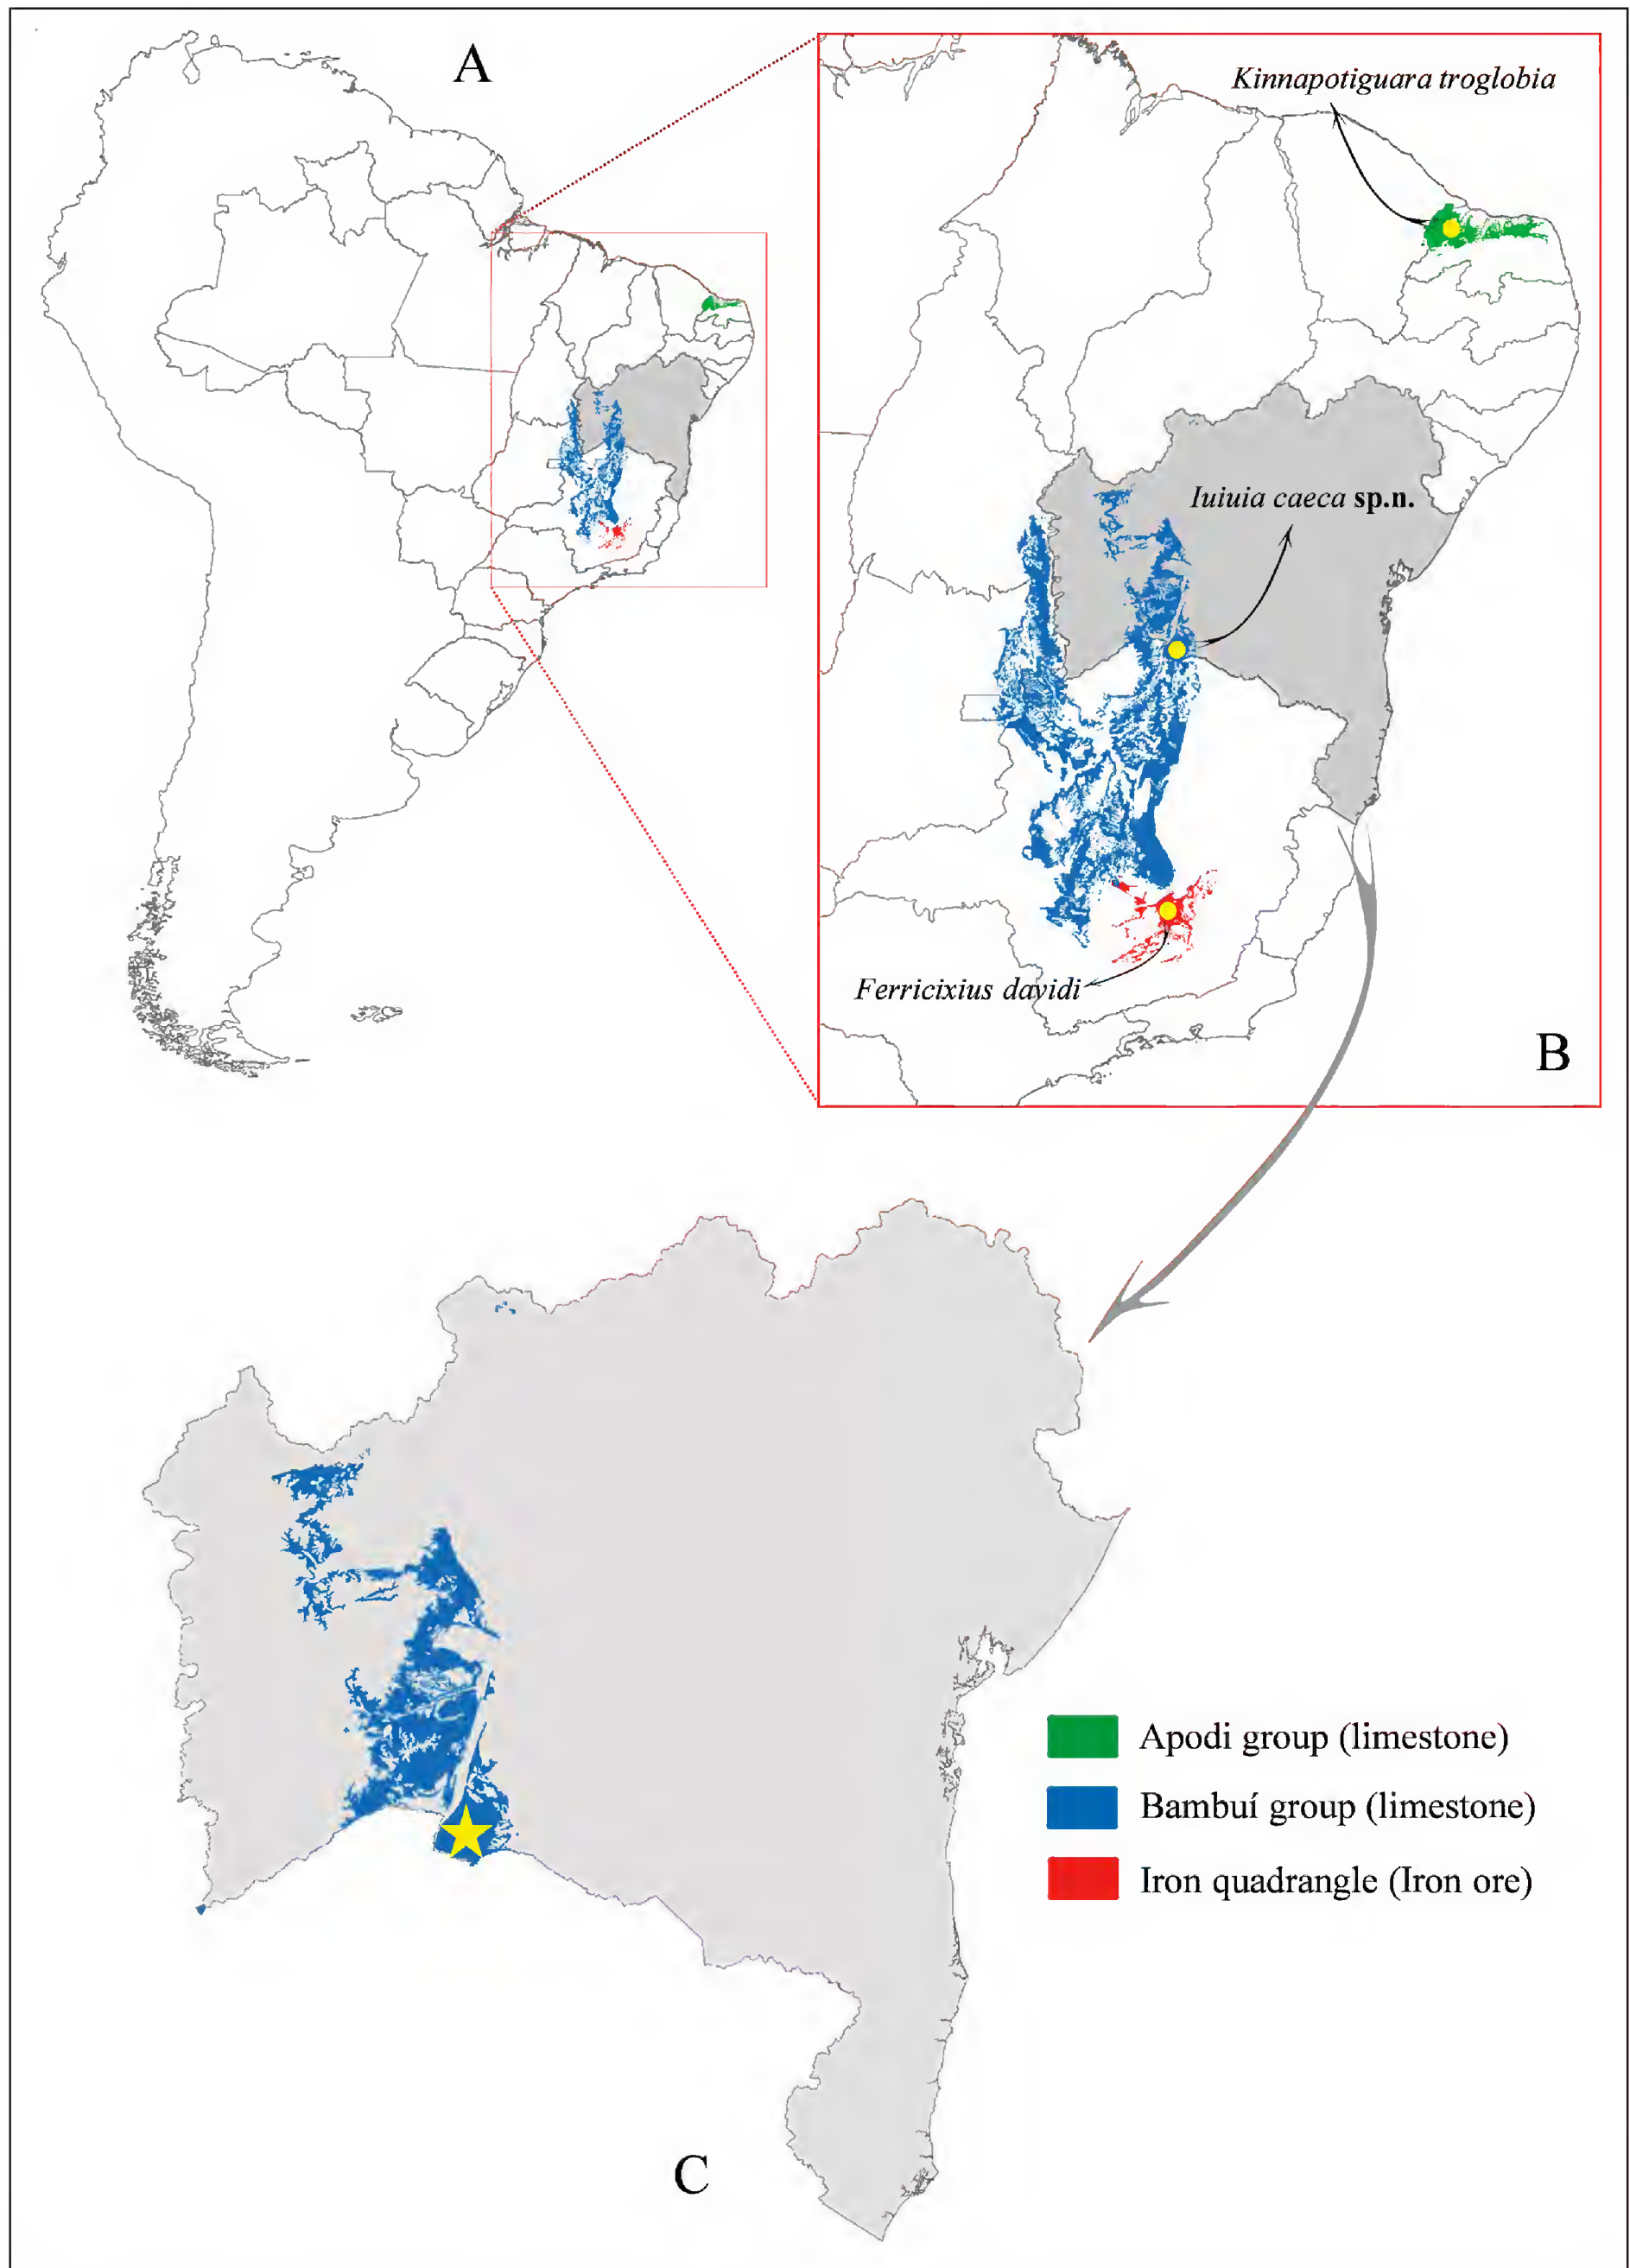 A
Kinnapotiguara troglobia
Iuiuia caeca sp.n.
Ferricixius davidi
B
Apodi group (limestone)
Bambuí group (limestone)
Iron quadrangle (Iron ore)
C